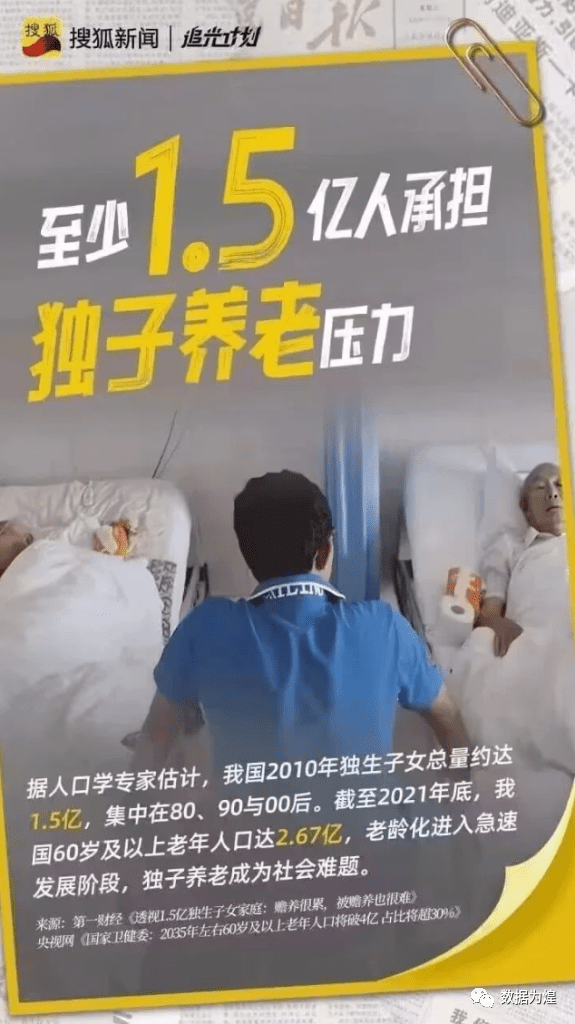 搜狐
搜狐新闻 | 追光计划
至少1.5亿人承担
独子养老压力
据人口学专家估计，我国2010年独生子女总量约达
1.5亿，集中在80、90与00后。截至2021年底，我
国60岁及以上老年人口达2.67亿，老龄化进入急速
发展阶段，独子养老成为社会难题。
来源：第一财经《透视1.5亿独生子女家庭：赡养很累，被赡养也很难》
央视网《国家卫健委：2035年左右60岁及以上老年人口将破4亿 占比将超30%》
数据为煌